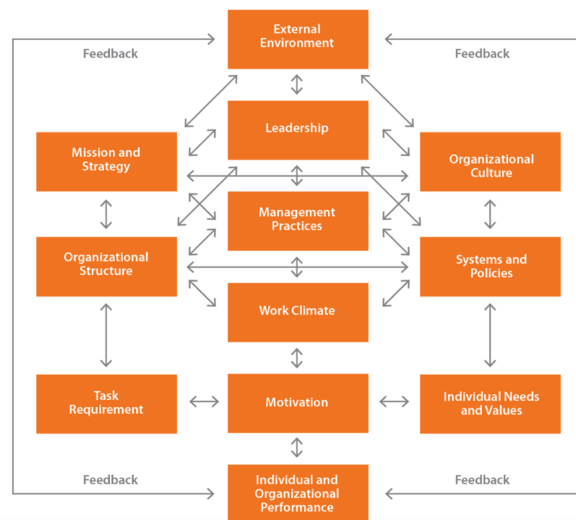 External
Environment
Feedback
Feedback
Leadership
Mission and
Strategy
Organizational
Culture
Management
Practices
Organizational
Structure
Systems and
Policies
Work Climate
Task
Requirement
Motivation
Individual Needs
and Values
Feedback
Individual and
Organizational
Performance
Feedback